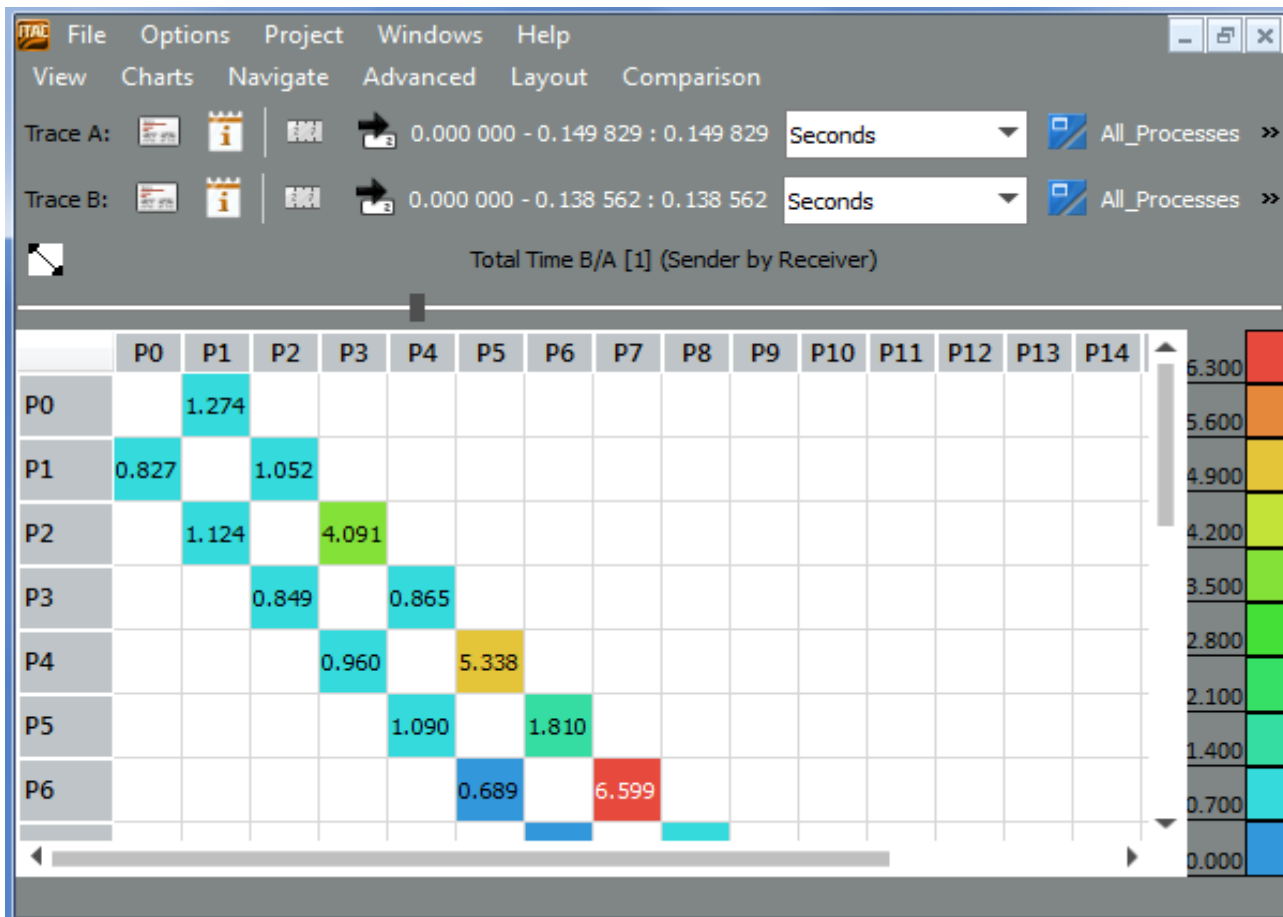 ITAC File Options Project Windows Help
View Charts Navigate Advanced Layout Comparison
Trace A: 0.000 000 - 0.149 829 : 0.149 829 Seconds All_Processes »
Trace B: 0.000 000 - 0.138 562 : 0.138 562 Seconds All_Processes »
Total Time B/A [1] (Sender by Receiver)
P0 P1 P2 P3 P4 P5 P6 P7 P8 P9 P10 P11 P12 P13 P14
6.300
P0 1.274
5.600
P1 0.827 1.052
4.900
P2 1.124 4.091
4.200
P3 0.849 0.865
3.500
P4 0.960 5.338
2.800
2.100
P5 1.090 1.810
1.400
P6 0.689 6.599
0.700
0.000